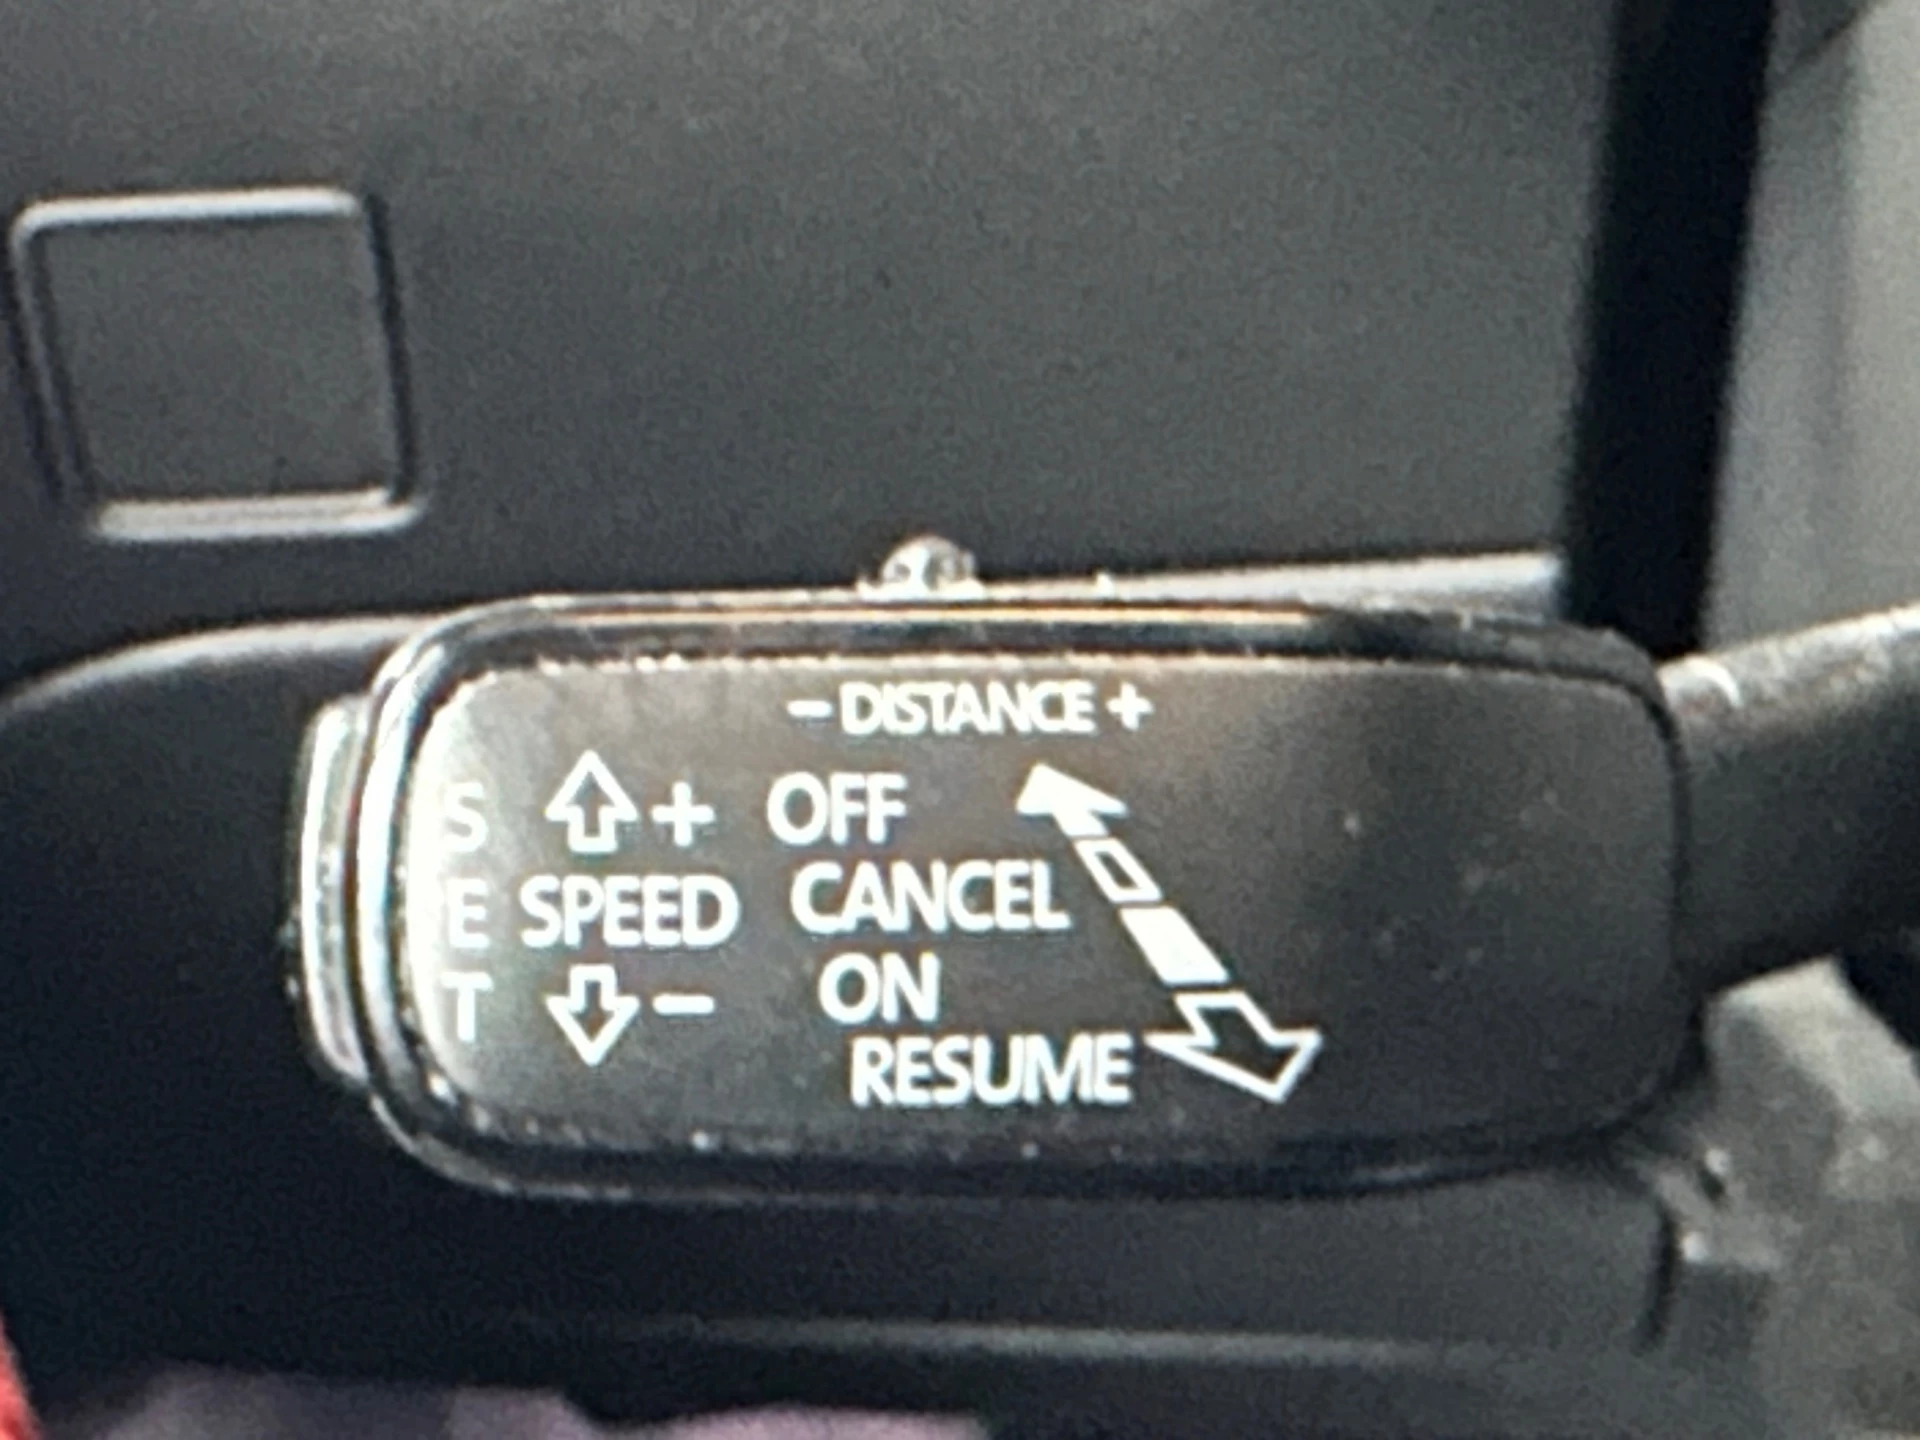 - DISTANCE +
S + OFF
E SPEED CANCEL
T - ON
RESUME